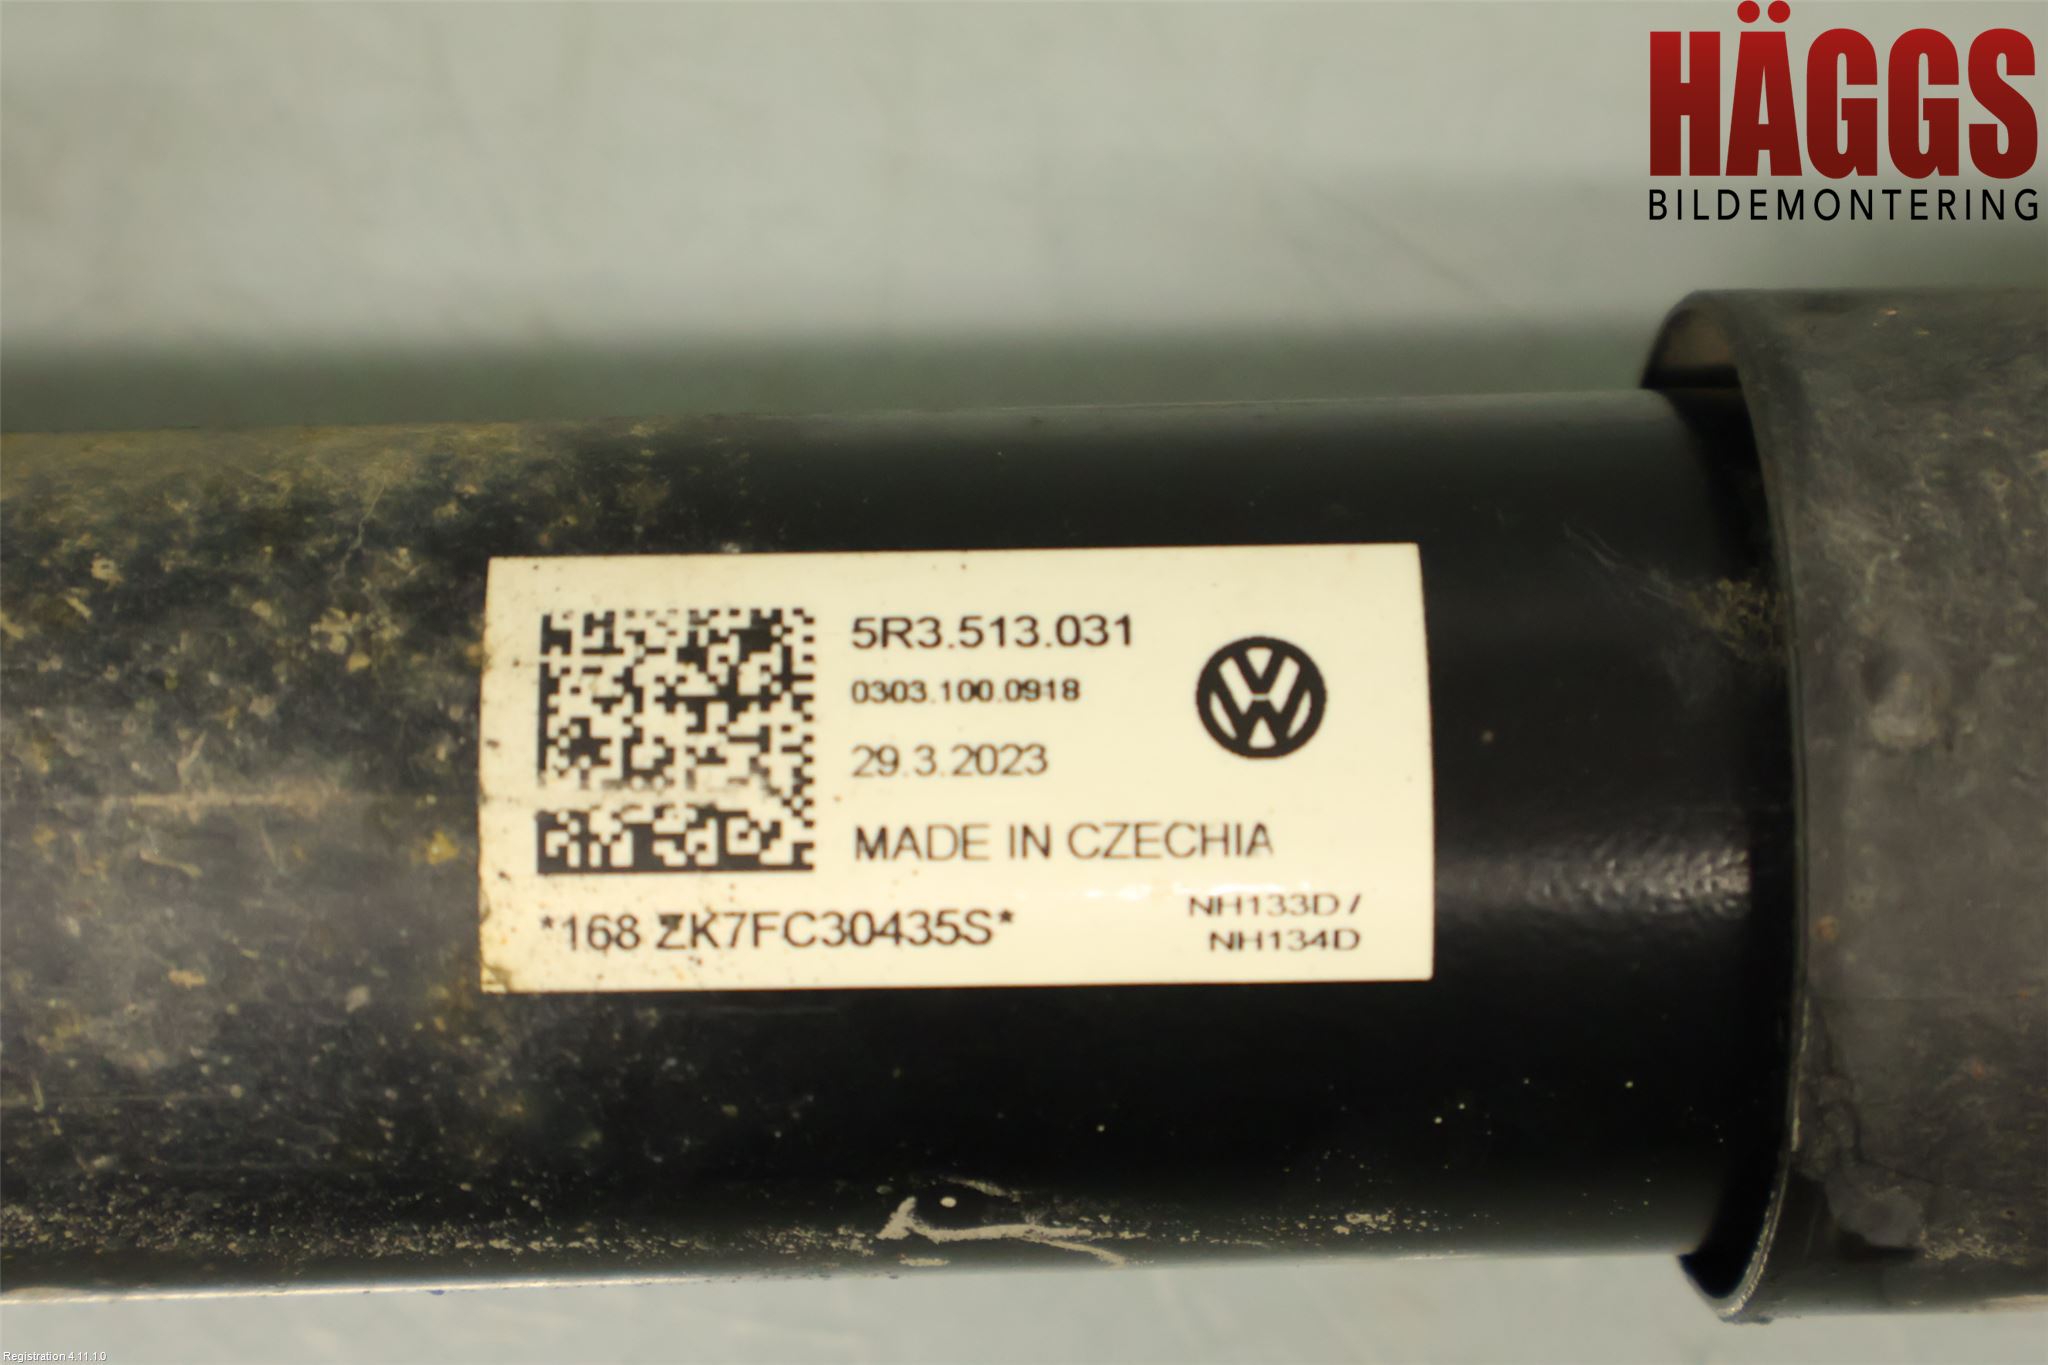 HÄGGS
BILDEMONTERING
5R3.513.031
0303.100.0918
29.3.2023
MADE IN CZECHIA
*168 ZK7FC30435S*
NH133D /
NH134D
Registration 4.11.1.0